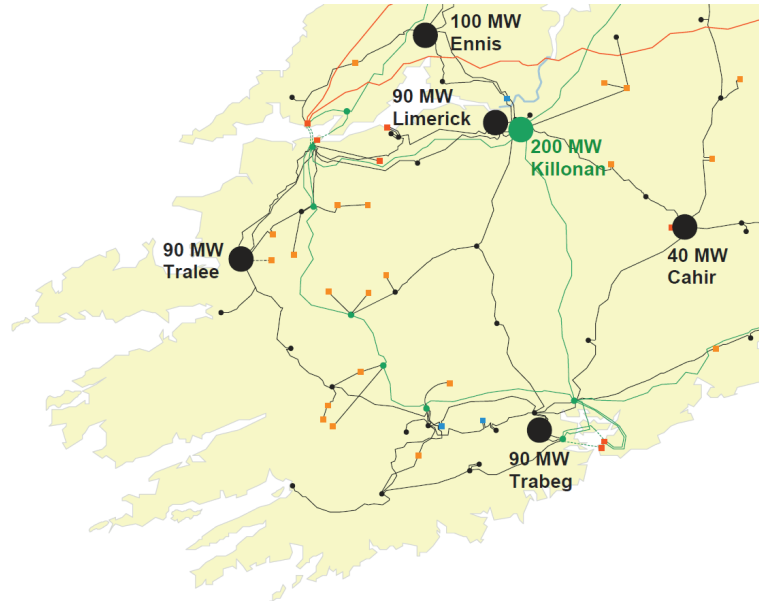 100 MW
Ennis
90 MW
Limerick
200 MW
Killonan
90 MW
Tralee
40 MW
Cahir
90 MW
Trabeg